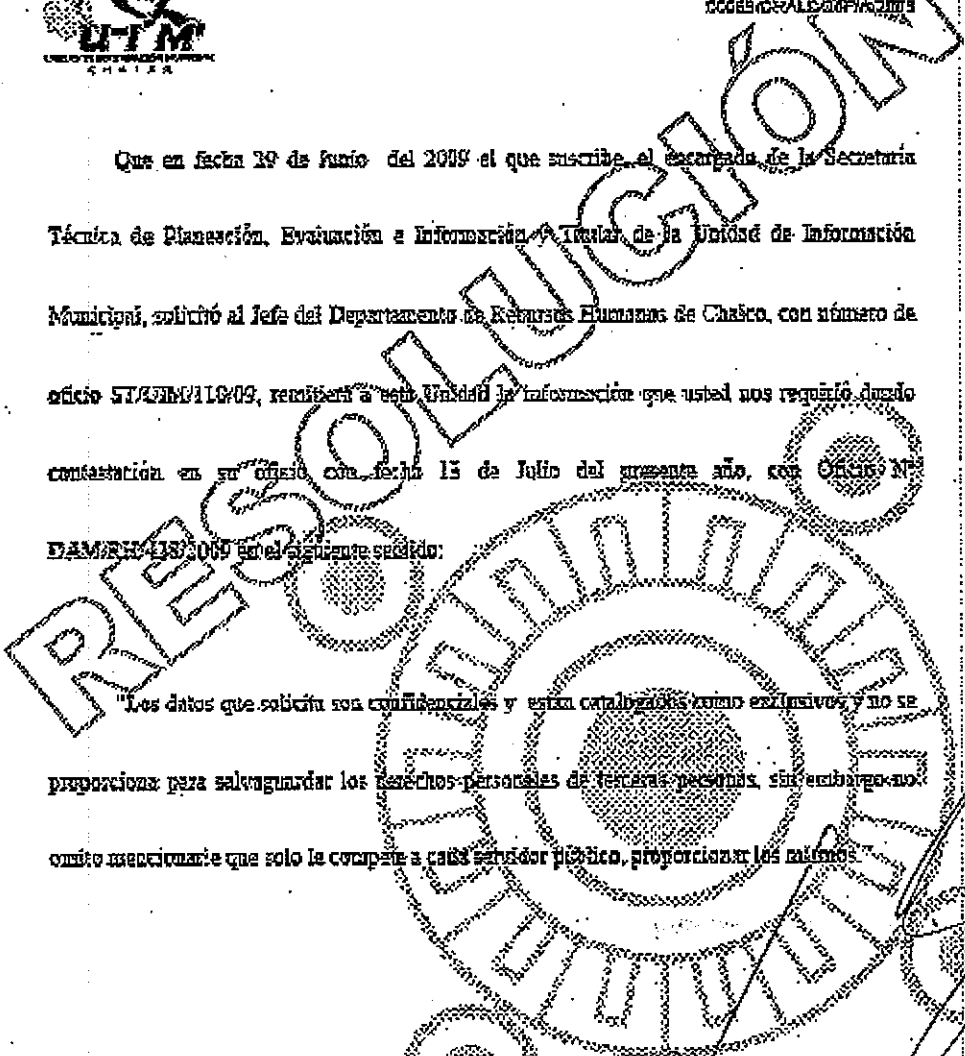 U-I M
CHALCO
Que en fecha 29 de Junio del 2009 el que suscribe, el encargado de la Secretaría
Técnica de Planeación, Evaluación e Información y Titular de la Unidad de Información
Municipal, solicitó al Jefe del Departamento de Recursos Humanos de Chalco, con número de
oficio ST/UIM/110/09, remitiera a esta Unidad la información que usted nos requirió dando
contestación en su oficio con fecha 13 de Julio del presente año, con Oficio N°
DAM/RH/438/2009 en el siguiente sentido:
"Los datos que solicita son confidenciales y están catalogados como exclusivos y no se
proporciona para salvaguardar los derechos personales de terceras personas, sin embargo no
omito mencionarle que solo le compete a cada servidor público, proporcionar los mismos."
RESOLUCIÓN